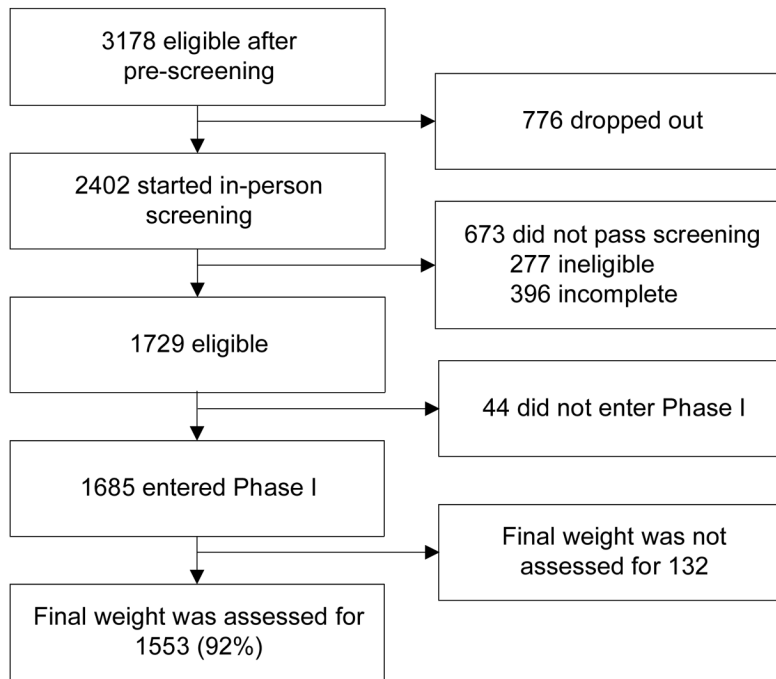 3178 eligible after
pre-screening
776 dropped out
2402 started in-person
screening
673 did not pass screening
277 ineligible
396 incomplete
1729 eligible
44 did not enter Phase I
1685 entered Phase I
Final weight was not
assessed for 132
Final weight was assessed for
1553 (92%)